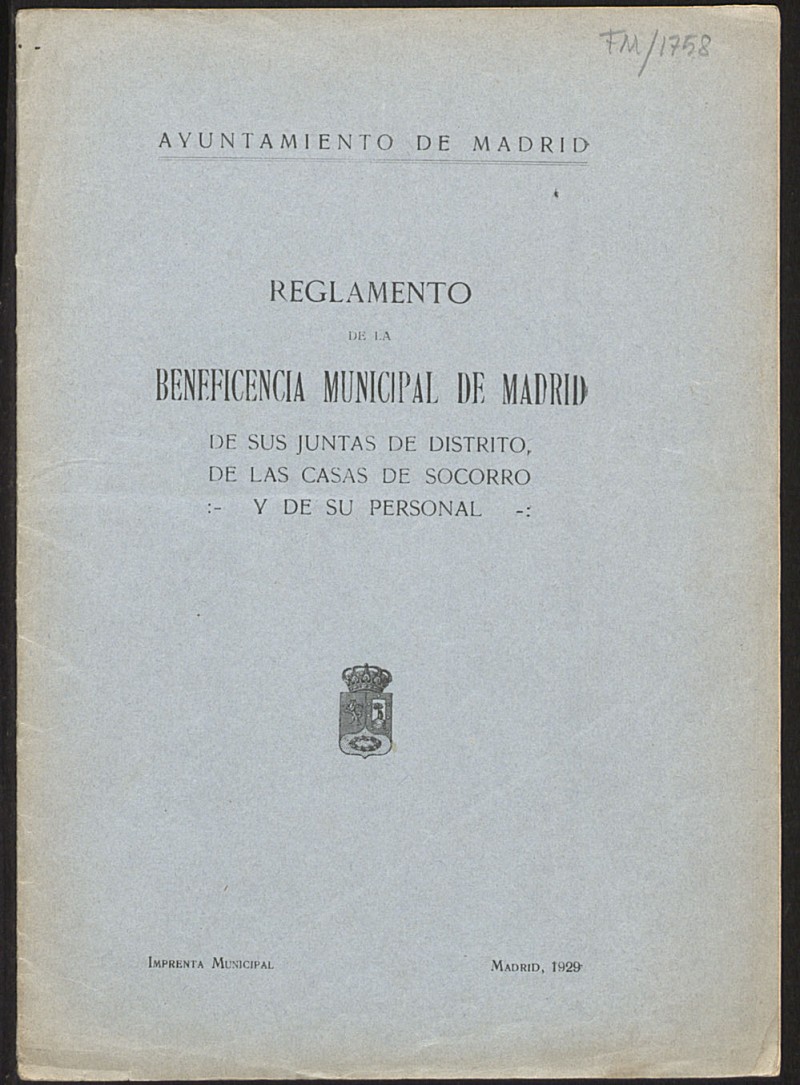 FM/1758
AYUNTAMIENTO DE MADRID
REGLAMENTO
DE LA
BENEFICENCIA MUNICIPAL DE MADRID
DE SUS JUNTAS DE DISTRITO,
DE LAS CASAS DE SOCORRO
:- Y DE SU PERSONAL -:
IMPRENTA MUNICIPAL
MADRID, 1929